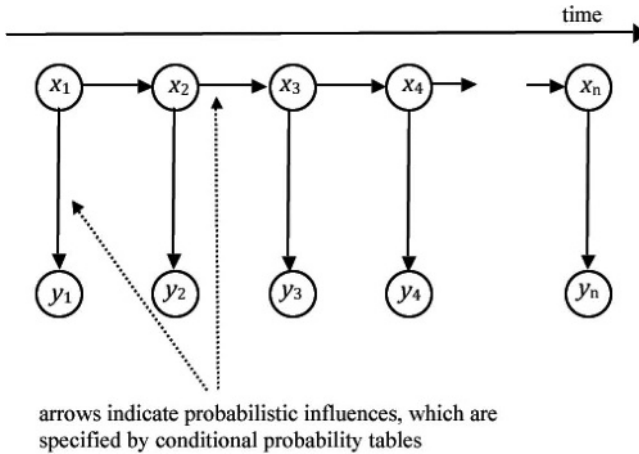 time
x₁ x₂ x₃ x₄ xₙ
y₁ y₂ y₃ y₄ yₙ
arrows indicate probabilistic influences, which are
specified by conditional probability tables